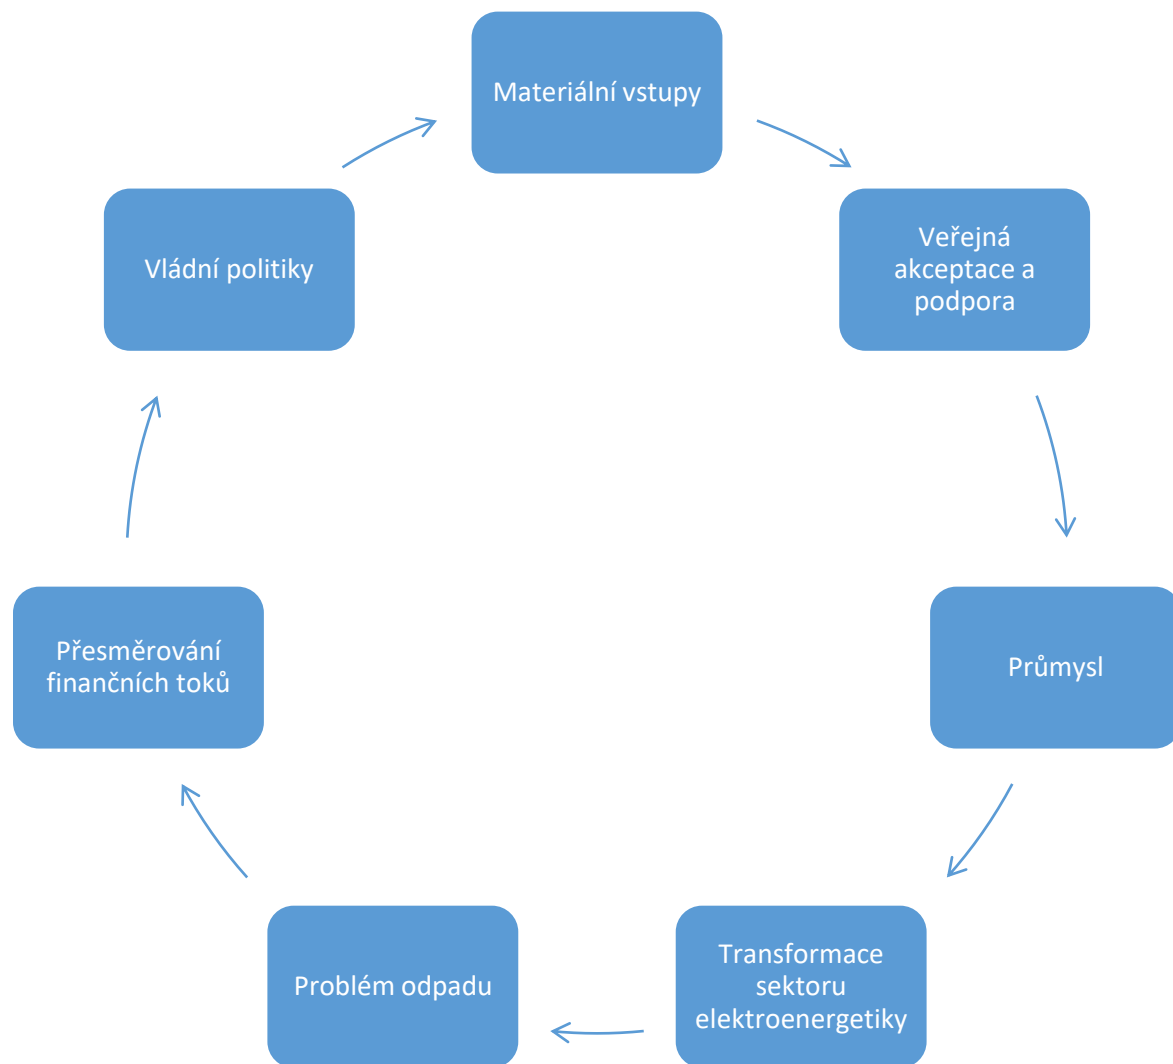 Materiální vstupy
Veřejná
akceptace a
podpora
Průmysl
Transformace
sektoru
elektroenergetiky
Problém odpadu
Přesměrování
finančních toků
Vládní politiky